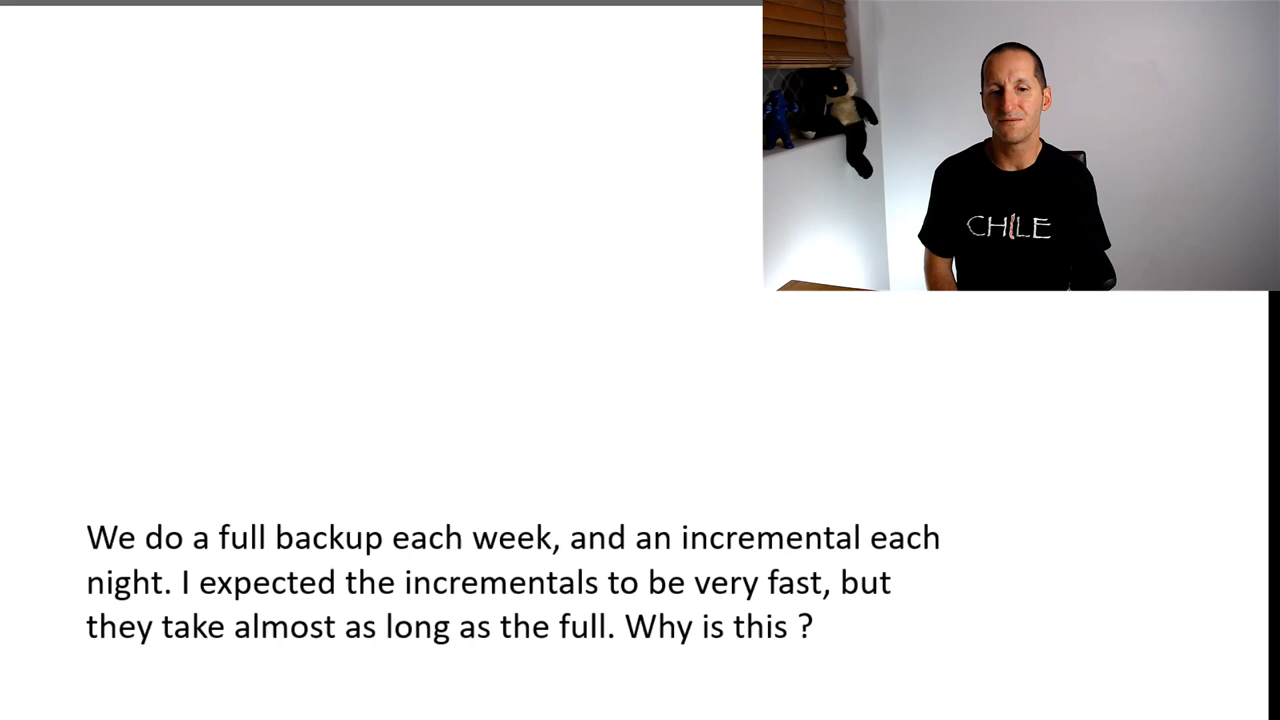 CHILE
We do a full backup each week, and an incremental each
night. I expected the incrementals to be very fast, but
they take almost as long as the full. Why is this ?